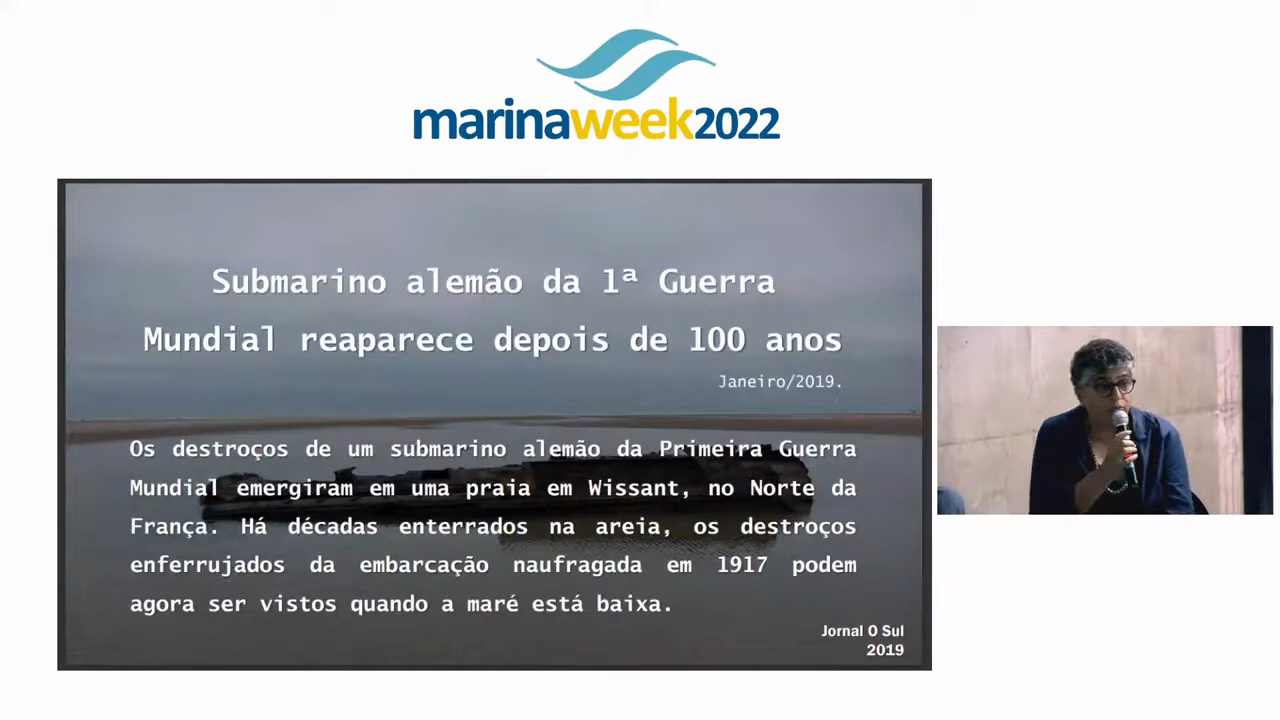 marinaweek2022
Submarino alemão da 1ª Guerra
Mundial reaparece depois de 100 anos
Janeiro/2019.
Os destroços de um submarino alemão da Primeira Guerra
Mundial emergiram em uma praia em Wissant, no Norte da
França. Há décadas enterrados na areia, os destroços
enferrujados da embarcação naufragada em 1917 podem
agora ser vistos quando a maré está baixa.
Jornal O Sul
2019